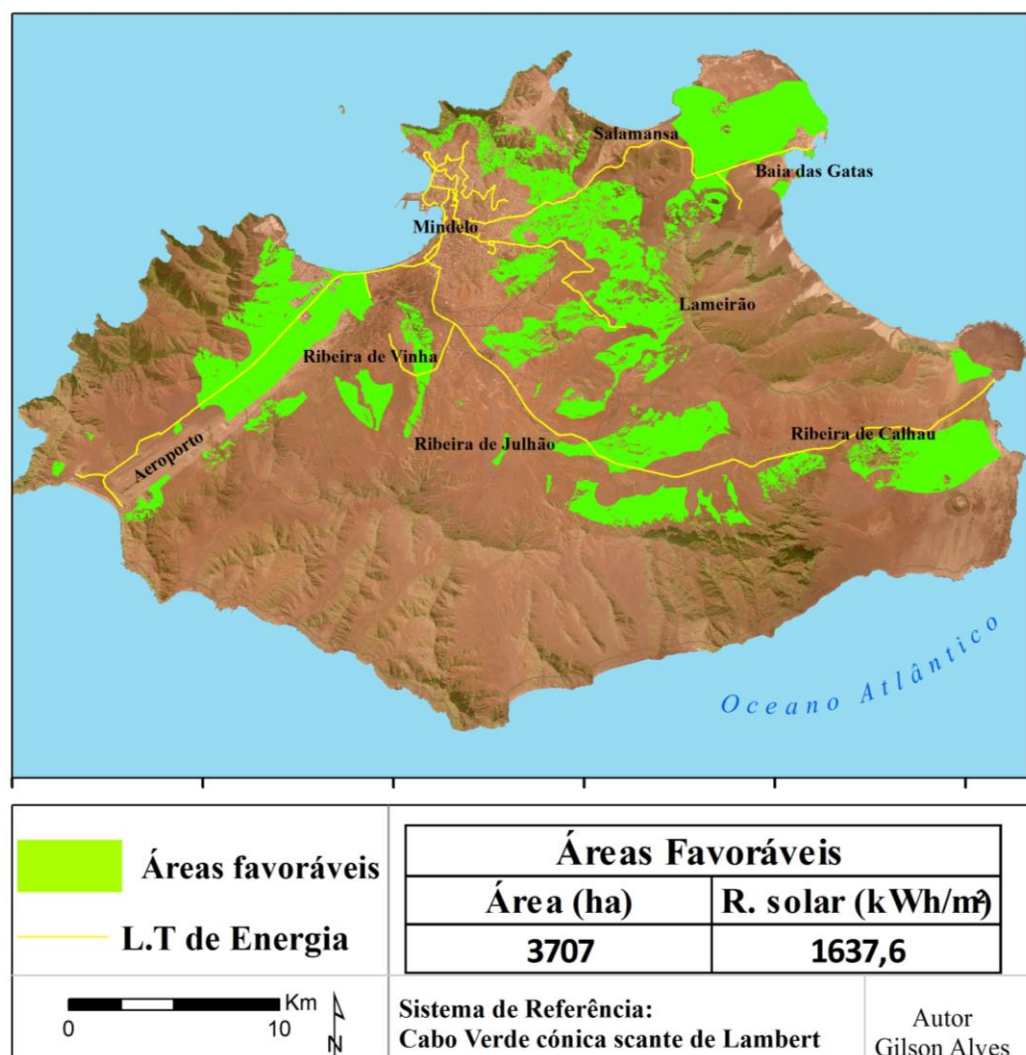 Salamansa
Baia das Gatas
Mindelo
Lameirão
Ribeira de Vinha
Ribeira de Julhão
Ribeira de Calhau
Aeroporto
Oceano Atlântico
Áreas favoráveis
L.T de Energia
Áreas Favoráveis
Área (ha) R. solar (kWh/m²)
3707 1637,6
Km
0 10
N
Sistema de Referência:
Cabo Verde cónica scante de Lambert
Autor
Gilson Alves